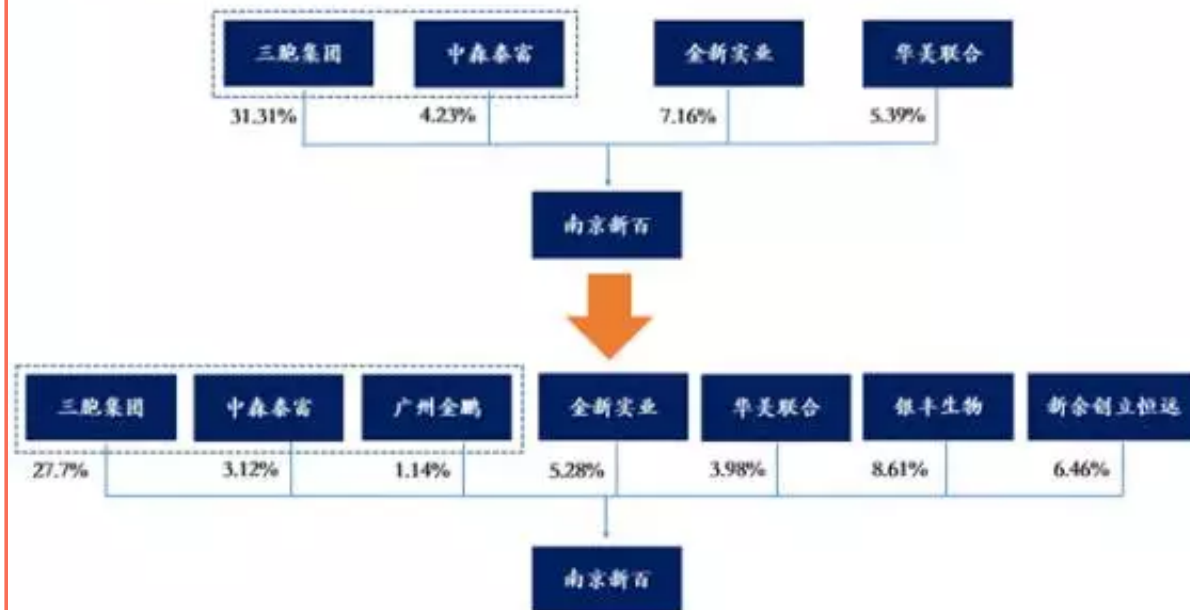 三胞集团 中森泰富 金新实业 华美联合
31.31% 4.23% 7.16% 5.39%
南京新百
三胞集团 中森泰富 广州金鹏 金新实业 华美联合 银丰生物 新余创立恒远
27.7% 3.12% 1.14% 5.28% 3.98% 8.61% 6.46%
南京新百